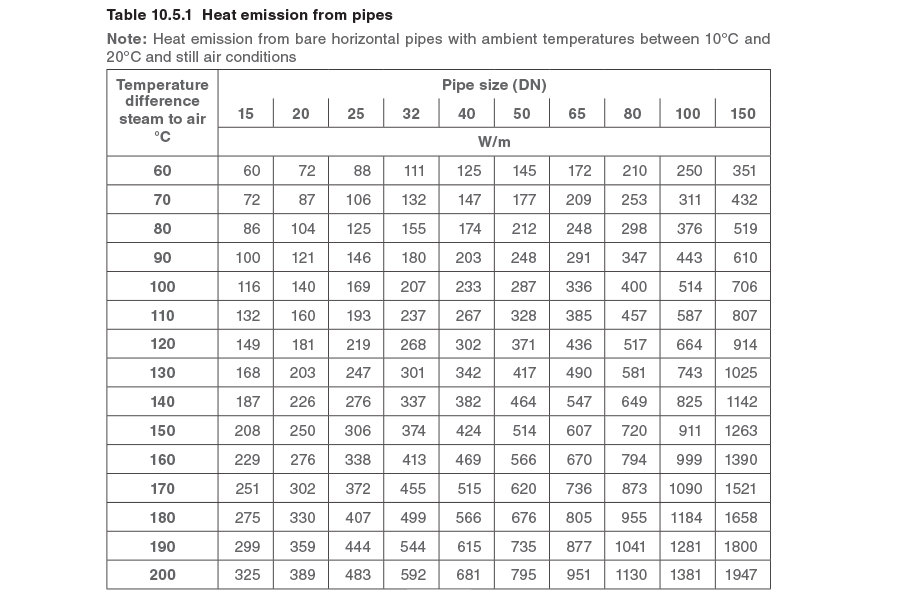 Table 10.5.1 Heat emission from pipes
Note: Heat emission from bare horizontal pipes with ambient temperatures between 10°C and
20°C and still air conditions
Temperature
difference
steam to air
°C
Pipe size (DN)
15 20 25 32 40 50 65 80 100 150
W/m
60 60 72 88 111 125 145 172 210 250 351
70 72 87 106 132 147 177 209 253 311 432
80 86 104 125 155 174 212 248 298 376 519
90 100 121 146 180 203 248 291 347 443 610
100 116 140 169 207 233 287 336 400 514 706
110 132 160 193 237 267 328 385 457 587 807
120 149 181 219 268 302 371 436 517 664 914
130 168 203 247 301 342 417 490 581 743 1025
140 187 226 276 337 382 464 547 649 825 1142
150 208 250 306 374 424 514 607 720 911 1263
160 229 276 338 413 469 566 670 794 999 1390
170 251 302 372 455 515 620 736 873 1090 1521
180 275 330 407 499 566 676 805 955 1184 1658
190 299 359 444 544 615 735 877 1041 1281 1800
200 325 389 483 592 681 795 951 1130 1381 1947